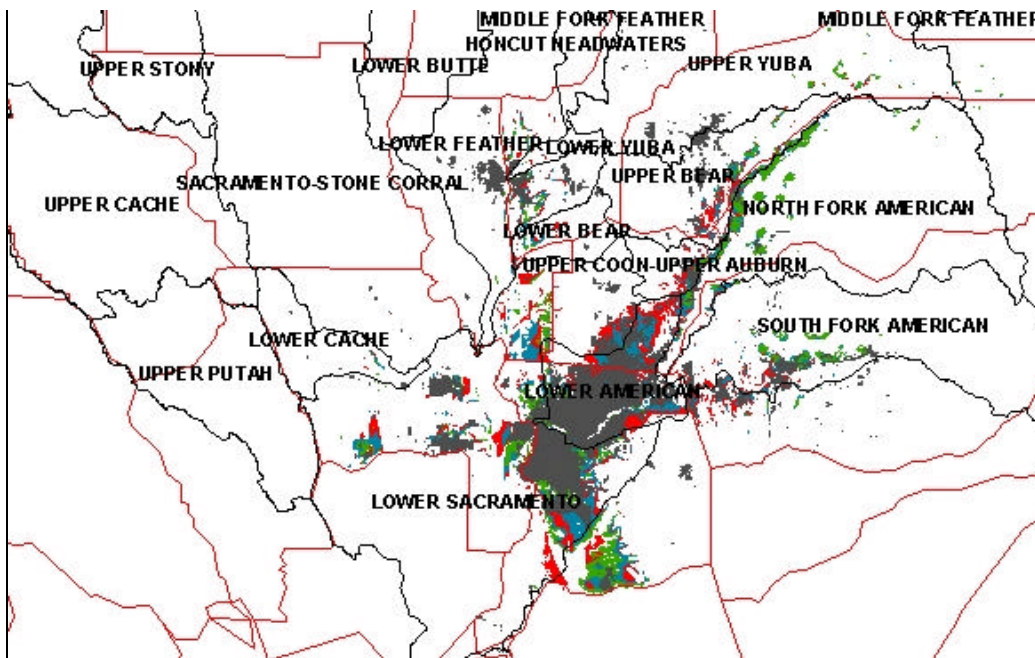 MIDDLE FORK FEATHER
MIDDLE FORK FEATHER
HONCUT HEADWATERS
UPPER STONY
LOWER BUTTE
UPPER YUBA
LOWER FEATHER
LOWER YUBA
UPPER BEAR
SACRAMENTO-STONE CORRAL
UPPER CACHE
NORTH FORK AMERICAN
LOWER BEAR
UPPER COON-UPPER AUBURN
SOUTH FORK AMERICAN
LOWER CACHE
UPPER PUTAH
LOWER AMERICAN
LOWER SACRAMENTO